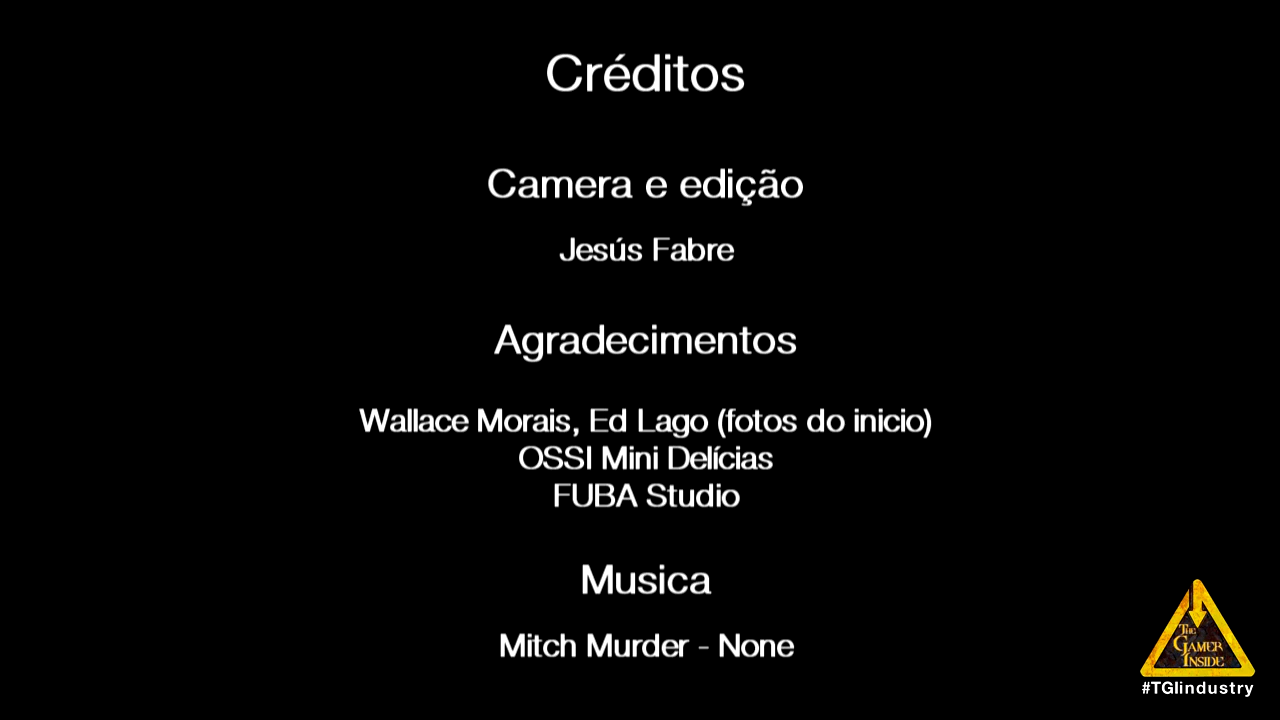 Créditos
Camera e edição
Jesús Fabre
Agradecimentos
Wallace Morais, Ed Lago (fotos do inicio)
OSSI Mini Delícias
FUBA Studio
Musica
Mitch Murder - None
The
Gamer
Inside
#TGIindustry